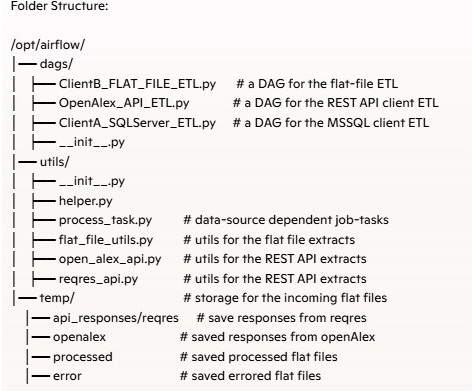 Folder Structure:
/opt/airflow/
│── dags/
│   ├── ClientB_FLAT_FILE_ETL.py # a DAG for the flat-file ETL
│   ├── OpenAlex_API_ETL.py # a DAG for the REST API client ETL
│   ├── ClientA_SQLServer_ETL.py # a DAG for the MSSQL client ETL
│   ├── __init__.py
│── utils/
│   ├── __init__.py
│   ├── helper.py
│   ├── process_task.py # data-source dependent job-tasks
│   ├── flat_file_utils.py # utils for the flat file extracts
│   ├── open_alex_api.py # utils for the REST API extracts
│   ├── reqres_api.py # utils for the REST API extracts
│── temp/ # storage for the incoming flat files
│── api_responses/reqres # save responses from reqres
│── openalex # saved responses from openAlex
│── processed # saved processed flat files
│── error # saved errored flat files